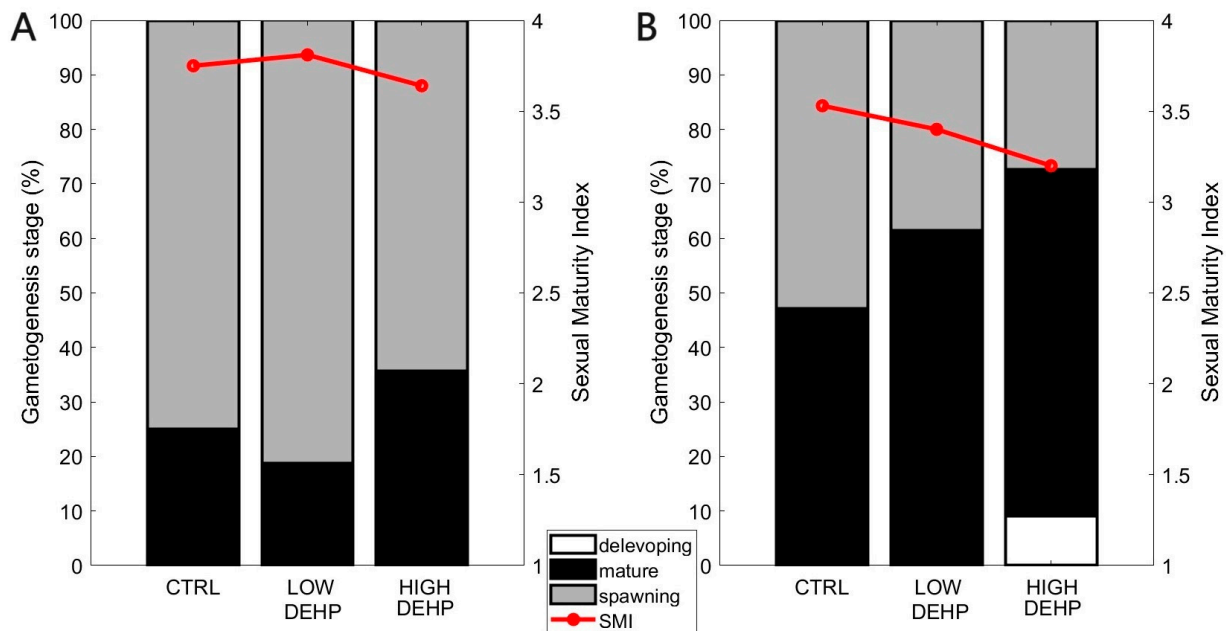 A
Gametogenesis stage (%)
100
90
80
70
60
50
40
30
20
10
0
4
3.5
3
2.5
2
1.5
1
Sexual Maturity Index
CTRL
LOW
DEHP
HIGH
DEHP
B
Gametogenesis stage (%)
100
90
80
70
60
50
40
30
20
10
0
4
3.5
3
2.5
2
1.5
1
Sexual Maturity Index
CTRL
LOW
DEHP
HIGH
DEHP
delevoping
mature
spawning
SMI